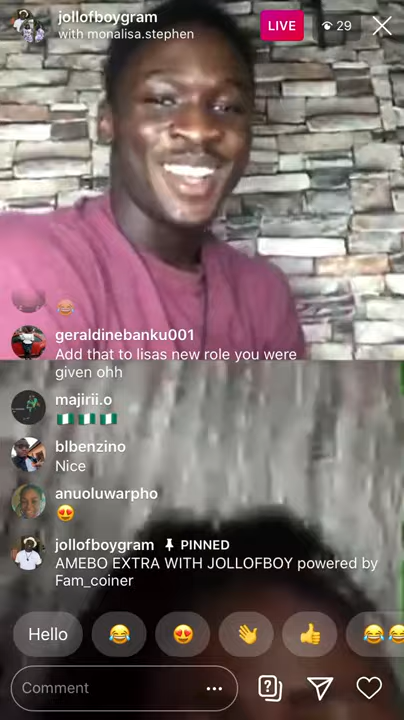 jollofboygram
with monalisa.stephen
LIVE
29
😂
geraldinebanku001
Add that to lisas new role you were
given ohh
majirii.o
🇳🇬🇳🇬🇳🇬
blbenzino
Nice
anuoluwarpho
😍
jollofboygram PINNED
AMEBO EXTRA WITH JOLLOFBOY powered by
Fam_coiner
Hello 😂 😍 👋 👍 😂😂
Comment